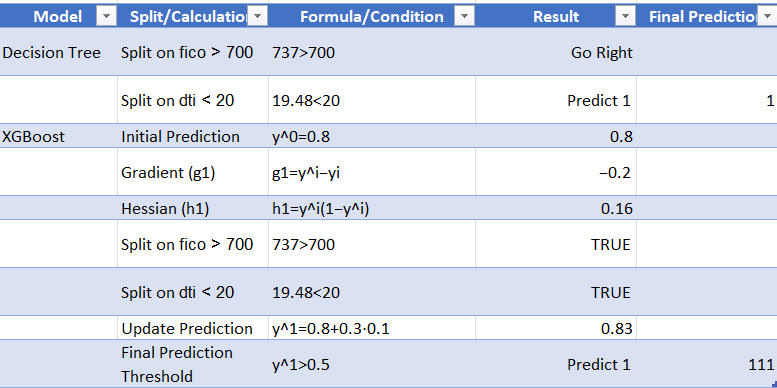 Model Split/Calculatio Formula/Condition Result Final Predictio
Decision Tree Split on fico > 700 737>700 Go Right
Split on dti < 20 19.48<20 Predict 1 1
XGBoost Initial Prediction y^0=0.8 0.8
Gradient (g1) g1=y^i−yi −0.2
Hessian (h1) h1=y^i(1−y^i) 0.16
Split on fico > 700 737>700 TRUE
Split on dti < 20 19.48<20 TRUE
Update Prediction y^1=0.8+0.3·0.1 0.83
Final Prediction
Threshold y^1>0.5 Predict 1 111